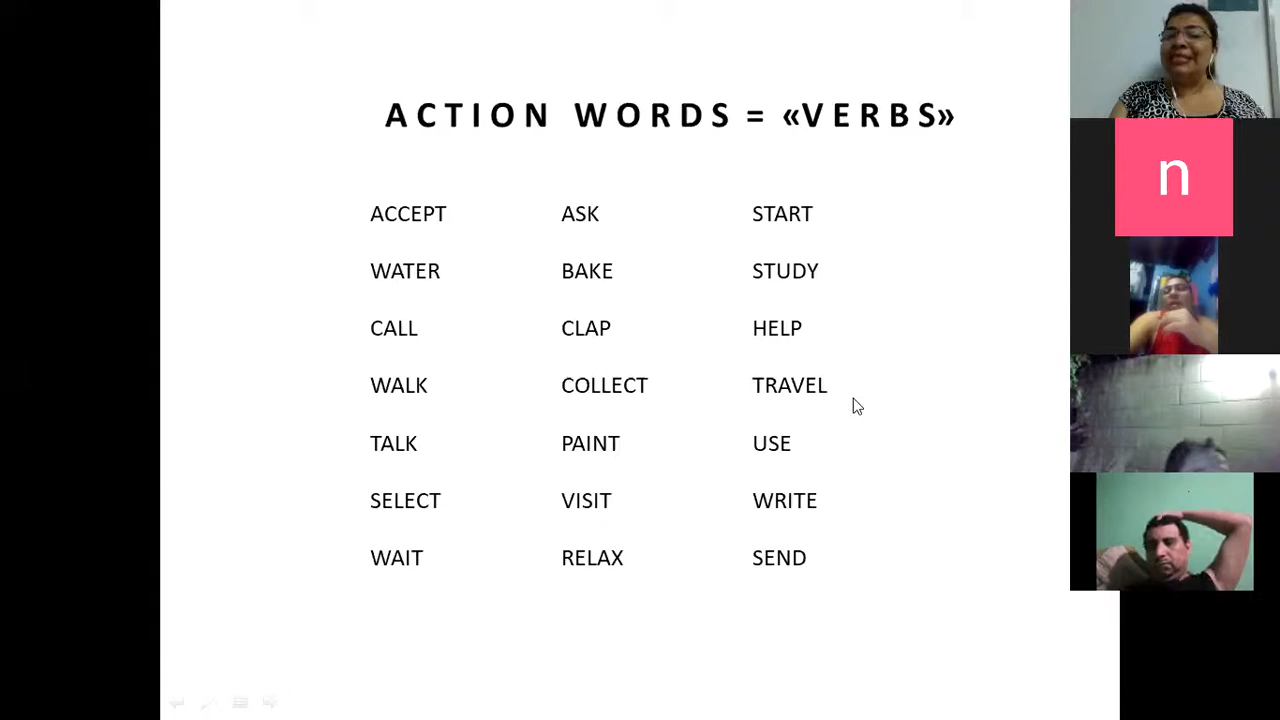 ACTION WORDS = «VERBS»
ACCEPT ASK START
WATER BAKE STUDY
CALL CLAP HELP
WALK COLLECT TRAVEL
TALK PAINT USE
SELECT VISIT WRITE
WAIT RELAX SEND
n